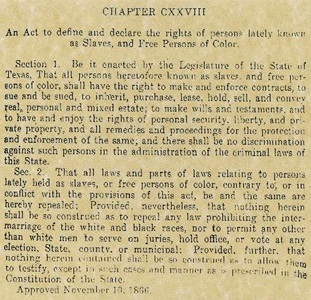 CHAPTER CXXVIII
An Act to define and declare the rights of persons lately known
as Slaves, and Free Persons of Color.
Section 1. Be it enacted by the Legislature of the State of
Texas, That all persons heretofore known as slaves, and free per-
sons of color, shall have the right to make and enforce contracts, to
sue and be sued, to inherit, purchase, lease, hold, sell, and convey
real, personal and mixed estate; to make wills and testaments, and
to have and enjoy the rights of personal security, liberty, and pri-
vate property, and all remedies and proceedings for the protection
and enforcement of the same; and there shall be no discrimination
against such persons in the administration of the criminal laws of
this State.
Sec. 2. That all laws and parts of laws relating to persons
lately held as slaves, or free persons of color, contrary to, or in
conflict with the provisions of this act, be and the same are
hereby repealed; Provided, nevertheless, that nothing herein
shall be so construed as to repeal any law prohibiting the inter-
marriage of the white and black races, nor to permit any other
than white men to serve on juries, hold office, or vote at any
election, State, county, or municipal; Provided, further, that
nothing herein contained shall be so construed as to allow them
to testify, except in such cases and manner as is prescribed in the
Constitution of the State.
Approved November 10, 1866.